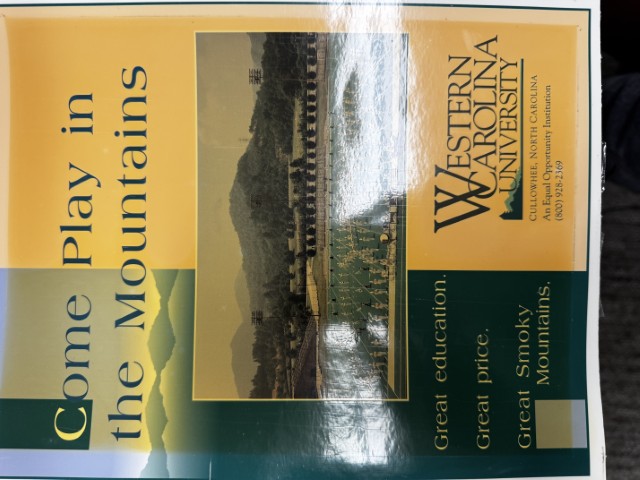 Come Play in
the Mountains
Great education.
Great price.
Great Smoky
Mountains.
WESTERN
CAROLINA
UNIVERSITY
CULLOWHEE, NORTH CAROLINA
An Equal Opportunity Institution
(800) 928-2369